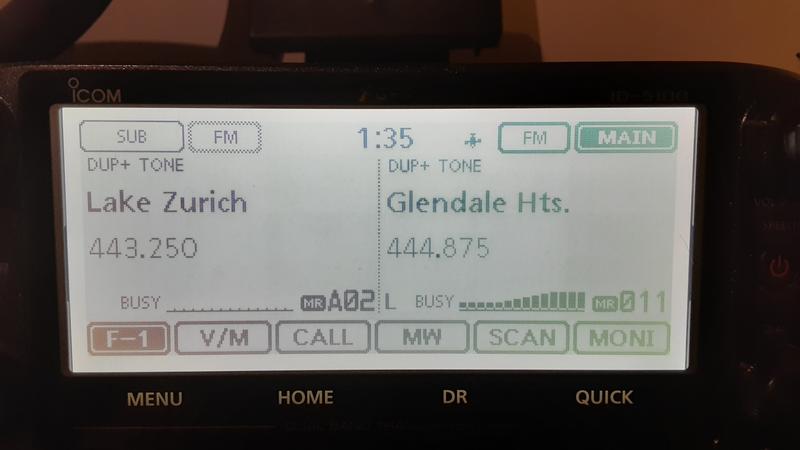 ICOM
SUB FM 1:35 FM MAIN
DUP+ TONE DUP+ TONE
Lake Zurich Glendale Hts.
443.250 444.875
BUSY MR A02 L BUSY MR 011
F-1 V/M CALL MW SCAN MONI
MENU HOME DR QUICK